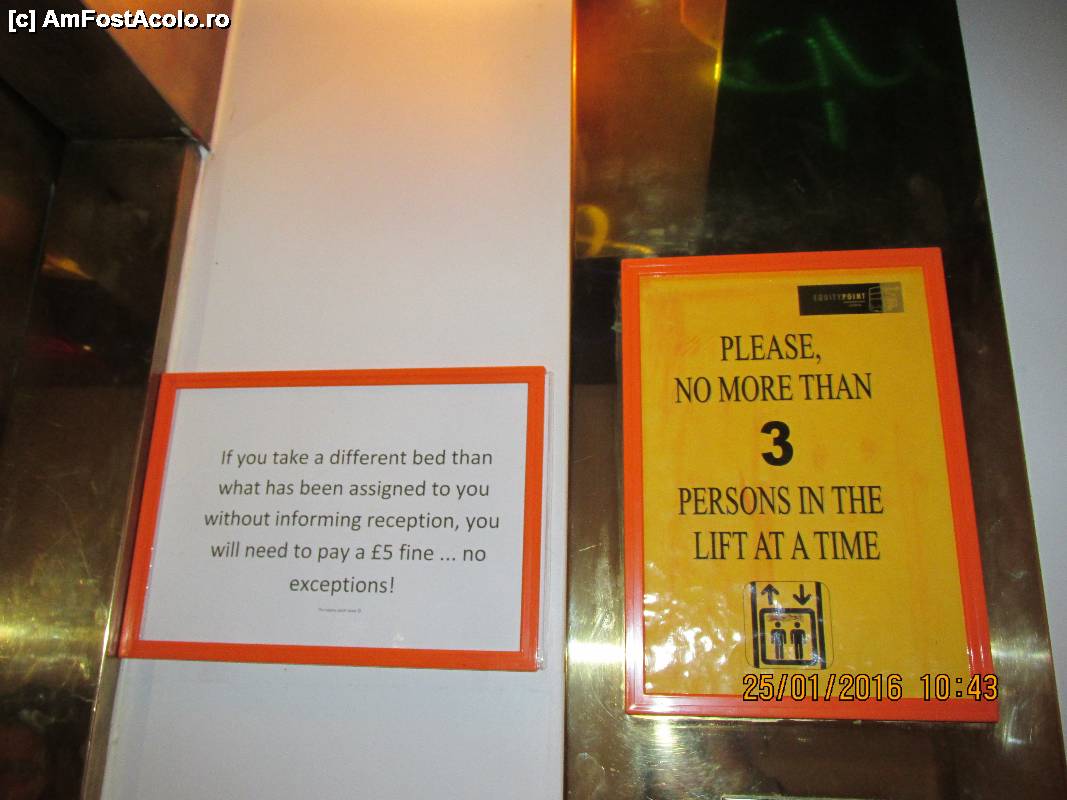 [c] AmFostAcolo.ro
If you take a different bed than
what has been assigned to you
without informing reception, you
will need to pay a £5 fine ... no
exceptions!
EQUITYPOINT
PLEASE,
NO MORE THAN
3
PERSONS IN THE
LIFT AT A TIME
25/01/2016 10:43